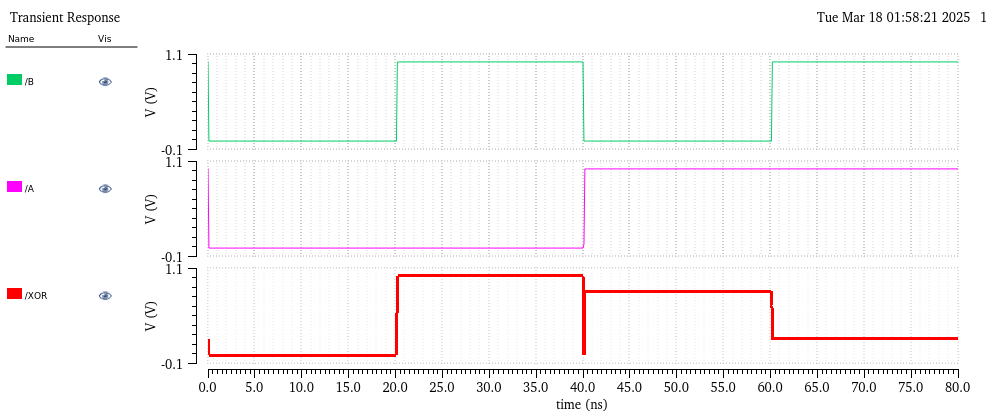 Transient Response
Tue Mar 18 01:58:21 2025 1
Name Vis
/B
1.1
V (V)
-0.1
/A
1.1
V (V)
-0.1
/XOR
1.1
V (V)
-0.1
0.0 5.0 10.0 15.0 20.0 25.0 30.0 35.0 40.0 45.0 50.0 55.0 60.0 65.0 70.0 75.0 80.0
time (ns)